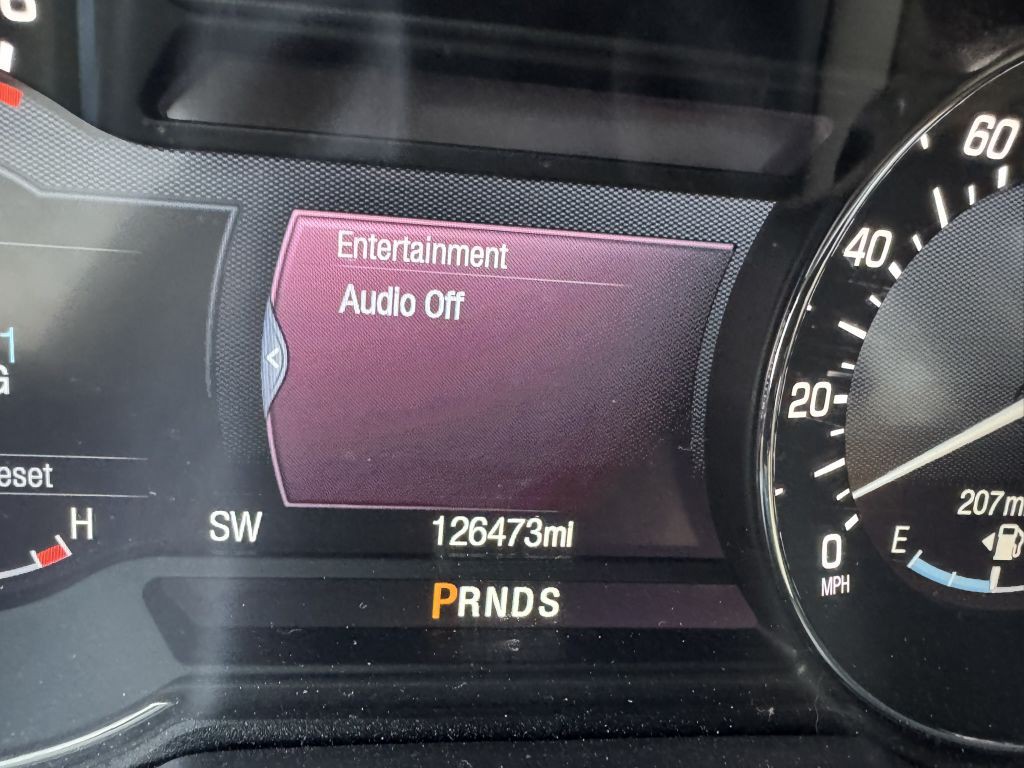 60
Entertainment
40
Audio Off
20
eset
207m
H
SW
126473mi
E
0
MPH
PRNDS